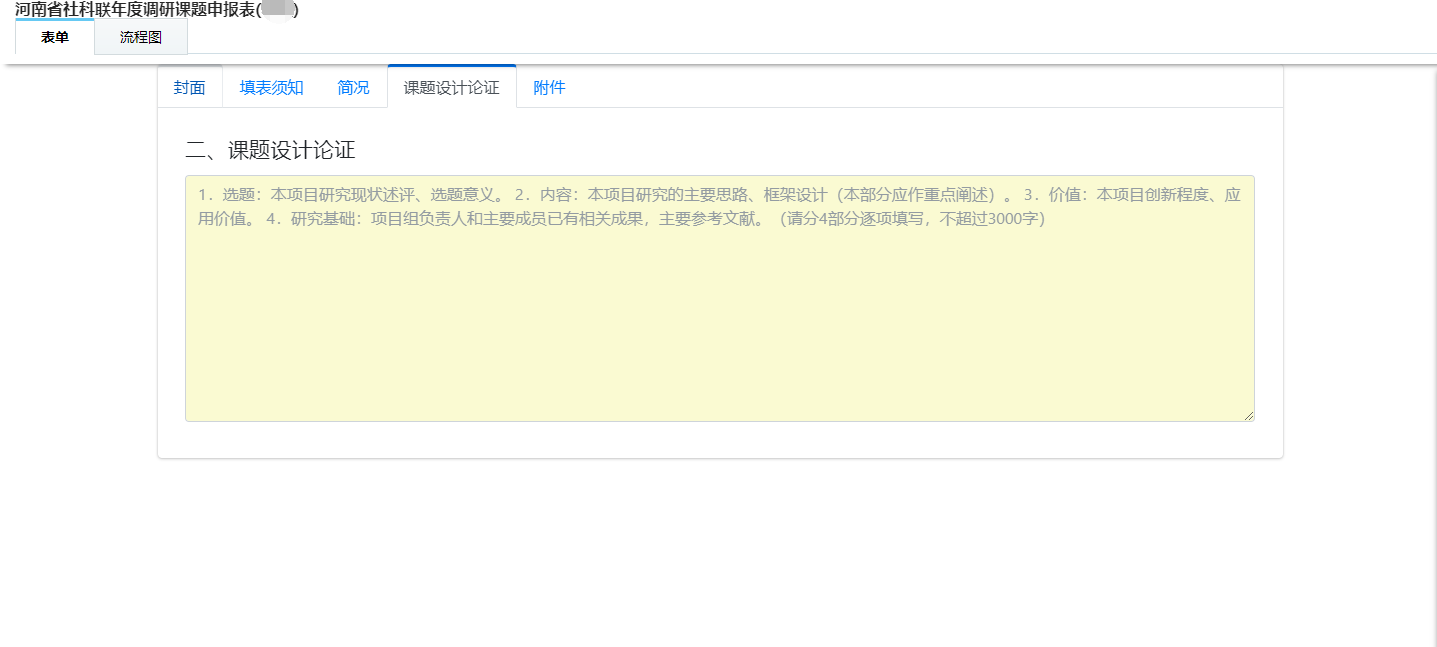 河南省社科联年度调研课题申报表( )
表单 流程图
封面 填表须知 简况 课题设计论证 附件
二、课题设计论证
1．选题：本项目研究现状述评、选题意义。 2．内容：本项目研究的主要思路、框架设计（本部分应作重点阐述）。 3．价值：本项目创新程度、应
用价值。 4．研究基础：项目组负责人和主要成员已有相关成果，主要参考文献。（请分4部分逐项填写，不超过3000字）